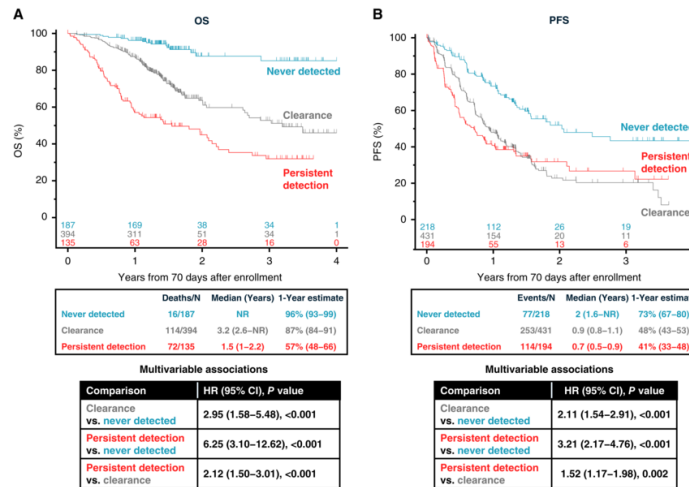 A
OS
OS (%)
100
80
60
40
20
0
Never detected
Clearance
Persistent
detection
187 169 38 34 1
394 311 51 34 1
135 63 28 16 0
0 1 2 3 4
Years from 70 days after enrollment
Deaths/N Median (Years) 1-Year estimate
Never detected 16/187 NR 96% (93–99)
Clearance 114/394 3.2 (2.6–NR) 87% (84–91)
Persistent detection 72/135 1.5 (1–2.2) 57% (48–66)
Multivariable associations
Comparison HR (95% CI), P value
Clearance
vs. never detected
2.95 (1.58–5.48), <0.001
Persistent detection
vs. never detected
6.25 (3.10–12.62), <0.001
Persistent detection
vs. clearance
2.12 (1.50–3.01), <0.001
B
PFS
PFS (%)
100
80
60
40
20
0
Never detected
Persistent
detection
Clearance
218 112 26 19
431 154 20 11
194 55 13 6
0 1 2 3
Years from 70 days after enrollment
Events/N Median (Years) 1-Year estimate
Never detected 77/218 2 (1.6–NR) 73% (67–80)
Clearance 253/431 0.9 (0.8–1.1) 48% (43–53)
Persistent detection 114/194 0.7 (0.5–0.9) 41% (33–48)
Multivariable associations
Comparison HR (95% CI), P value
Clearance
vs. never detected
2.11 (1.54–2.91), <0.001
Persistent detection
vs. never detected
3.21 (2.17–4.76), <0.001
Persistent detection
vs. clearance
1.52 (1.17–1.98), 0.002